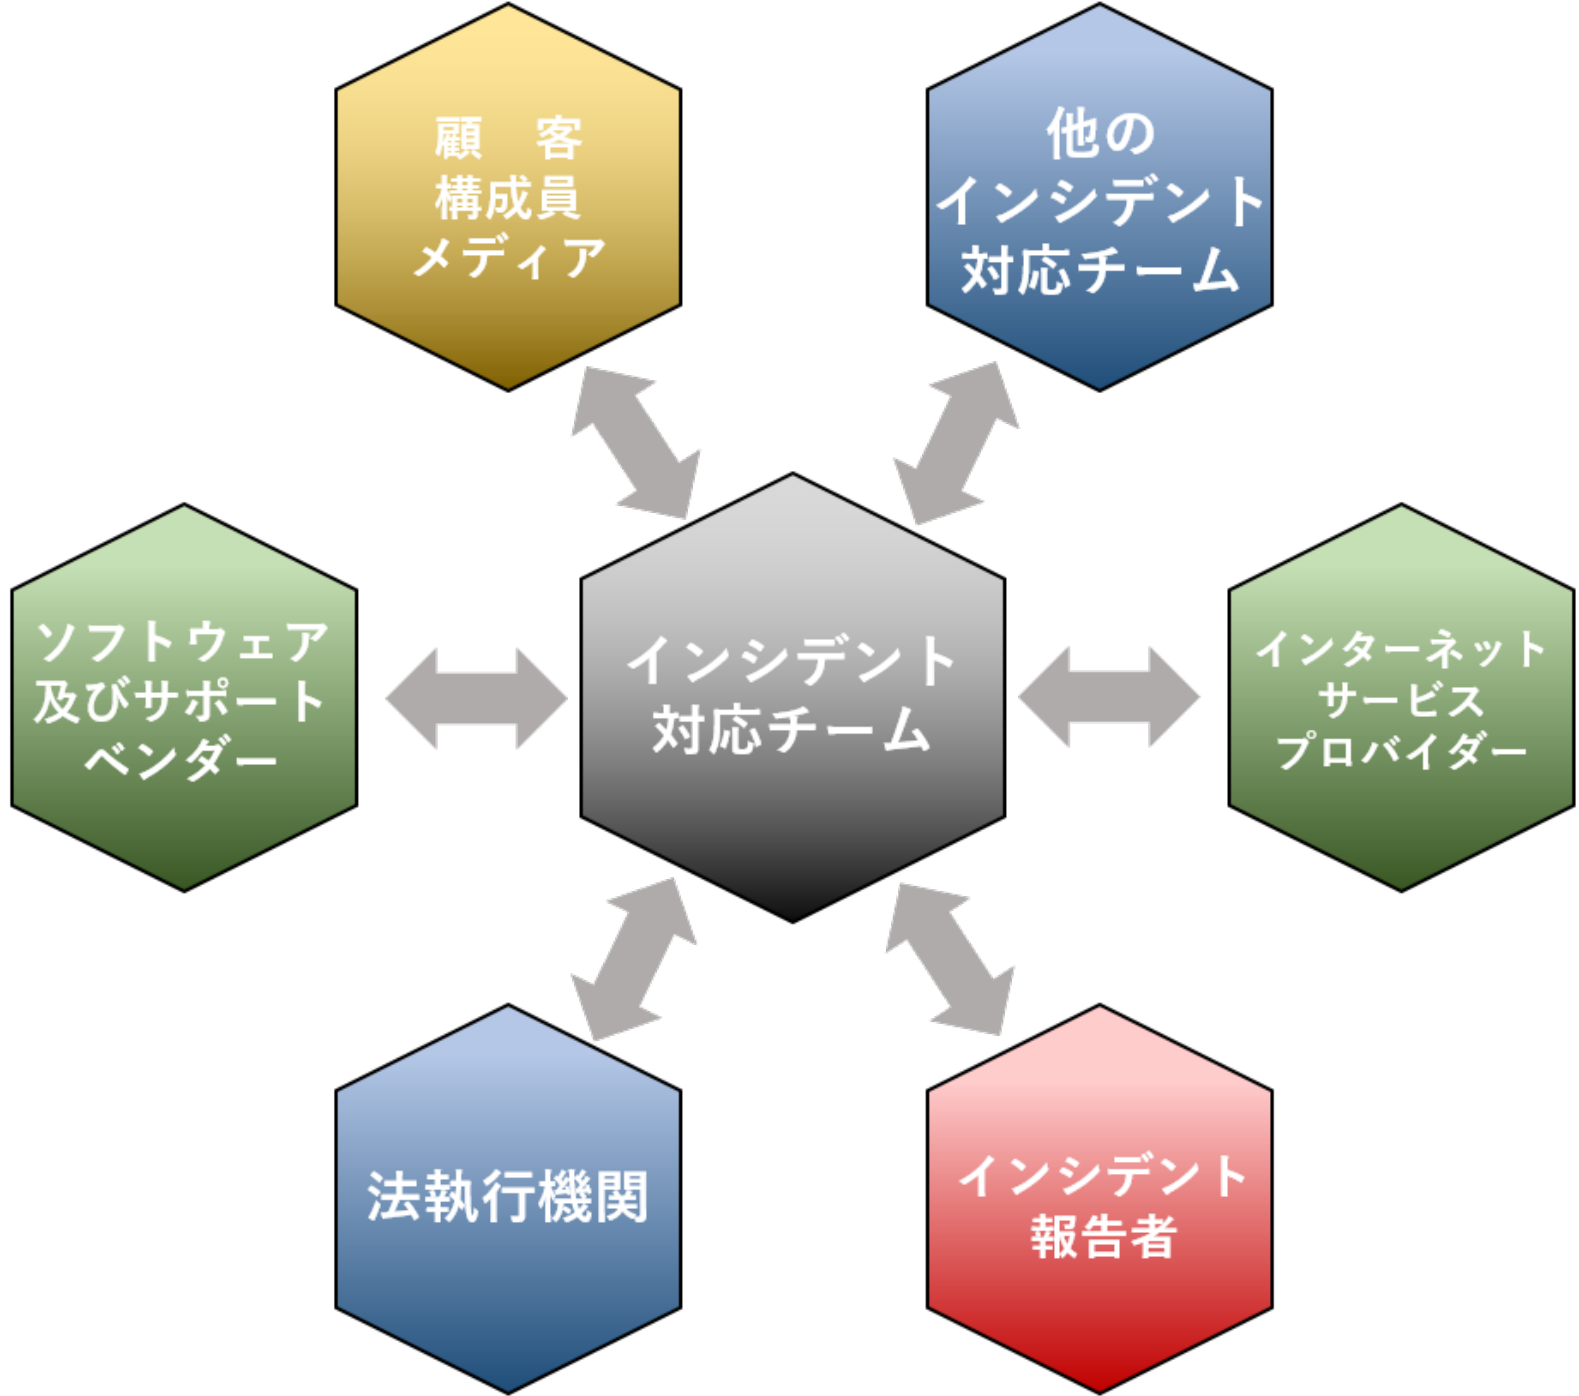 顧　客
構成員
メディア
他の
インシデント
対応チーム
ソフトウェア
及びサポート
ベンダー
インシデント
対応チーム
インターネット
サービス
プロバイダー
法執行機関
インシデント
報告者